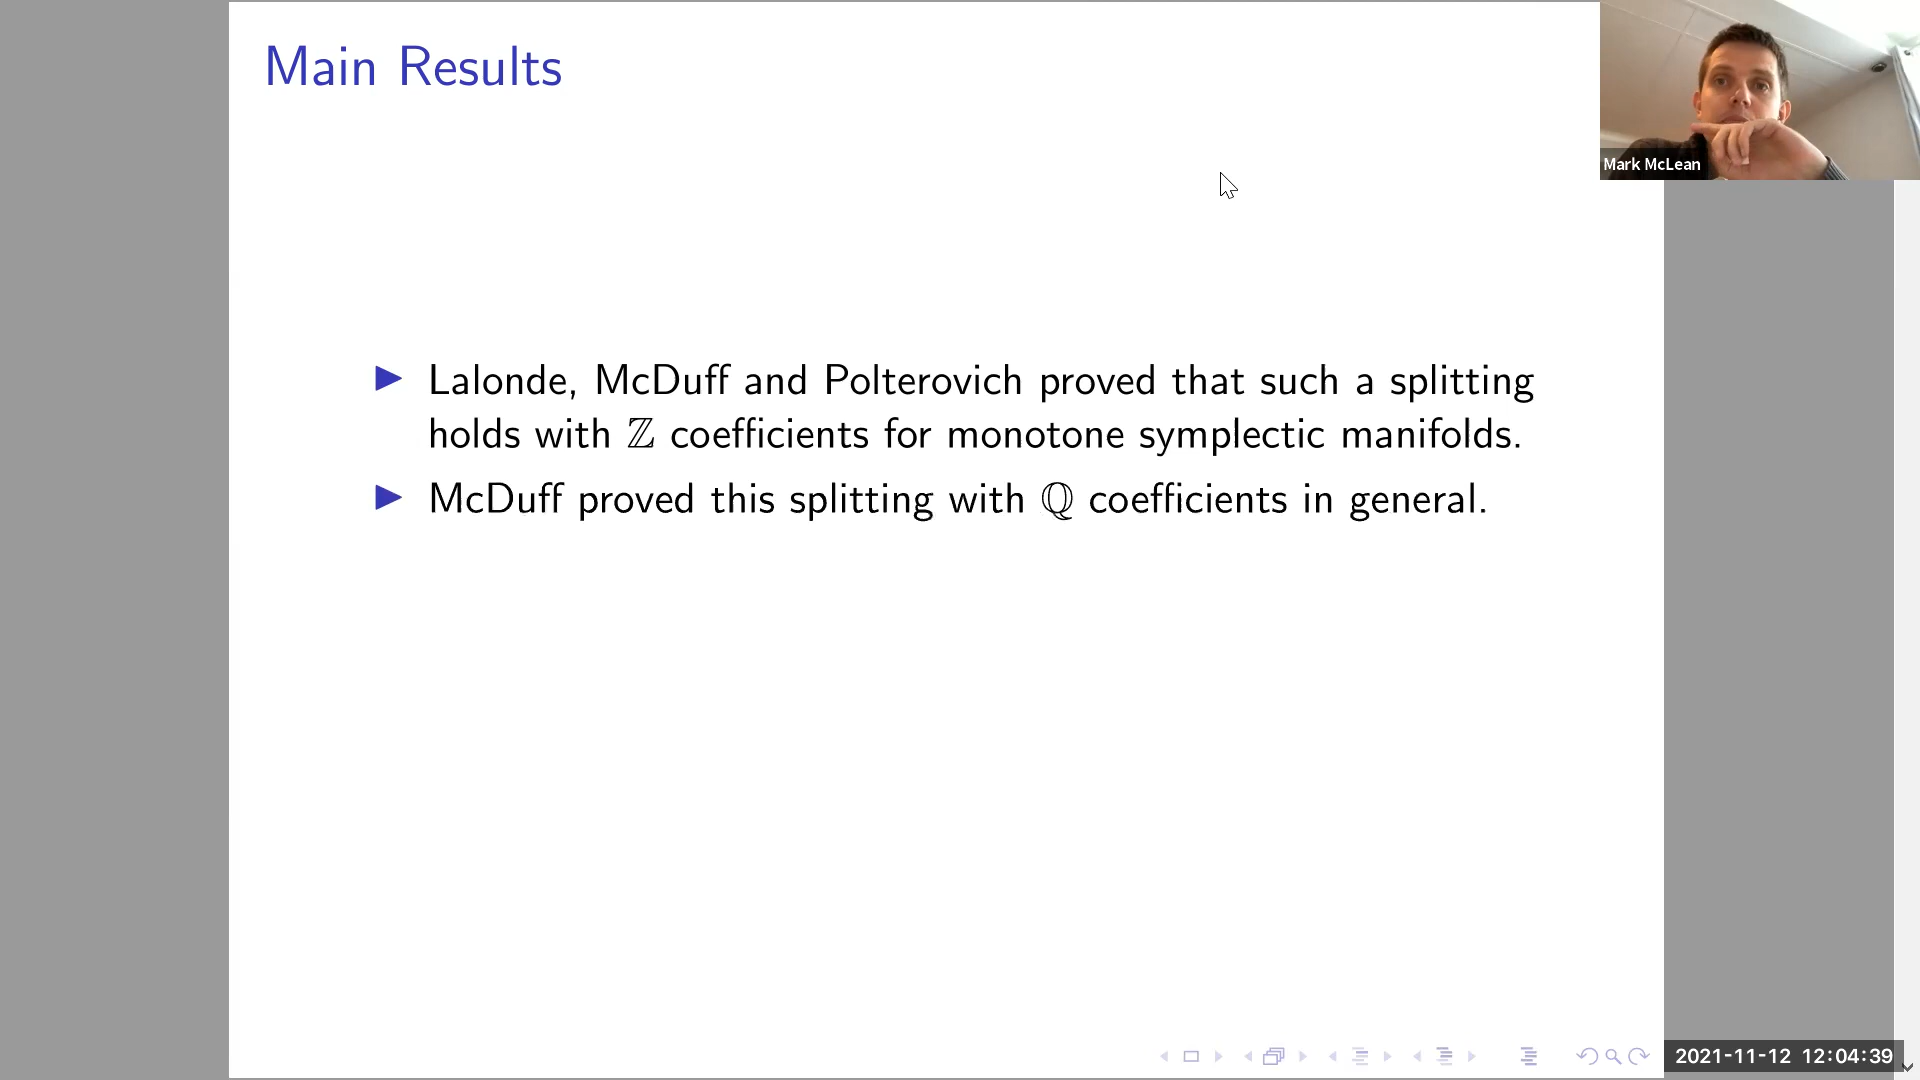 Main Results
Mark McLean
▶ Lalonde, McDuff and Polterovich proved that such a splitting
holds with ℤ coefficients for monotone symplectic manifolds.
▶ McDuff proved this splitting with ℚ coefficients in general.
2021-11-12 12:04:39